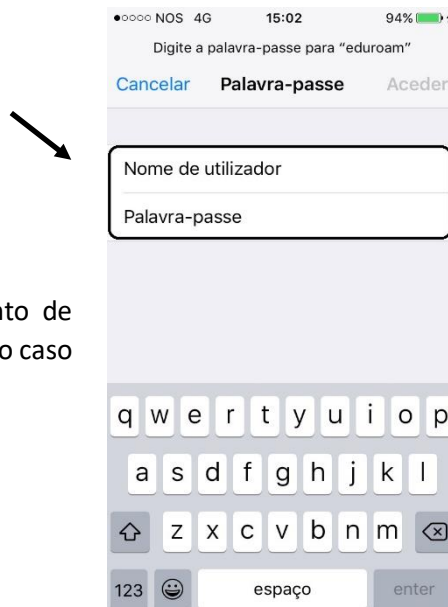 NOS 4G 15:02 94%
Digite a palavra-passe para “eduroam”
Cancelar Palavra-passe Aceder
Nome de utilizador
Palavra-passe
de
o caso
q w e r t y u i o p
a s d f g h j k l
z x c v b n m
123 espaço enter